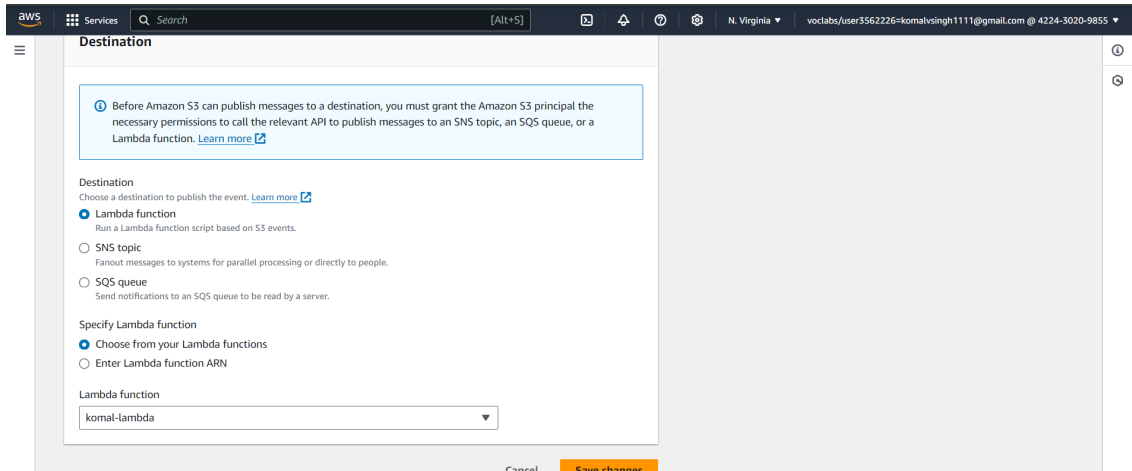 aws
Services
Search
[Alt+S]
N. Virginia ▼
voclabs/user3562226=komalvsingh1111@gmail.com @ 4224-3020-9855 ▼
Destination
Before Amazon S3 can publish messages to a destination, you must grant the Amazon S3 principal the
necessary permissions to call the relevant API to publish messages to an SNS topic, an SQS queue, or a
Lambda function. Learn more
Destination
Choose a destination to publish the event. Learn more
Lambda function
Run a Lambda function script based on S3 events.
SNS topic
Fanout messages to systems for parallel processing or directly to people.
SQS queue
Send notifications to an SQS queue to be read by a server.
Specify Lambda function
Choose from your Lambda functions
Enter Lambda function ARN
Lambda function
komal-lambda
Cancel
Save changes